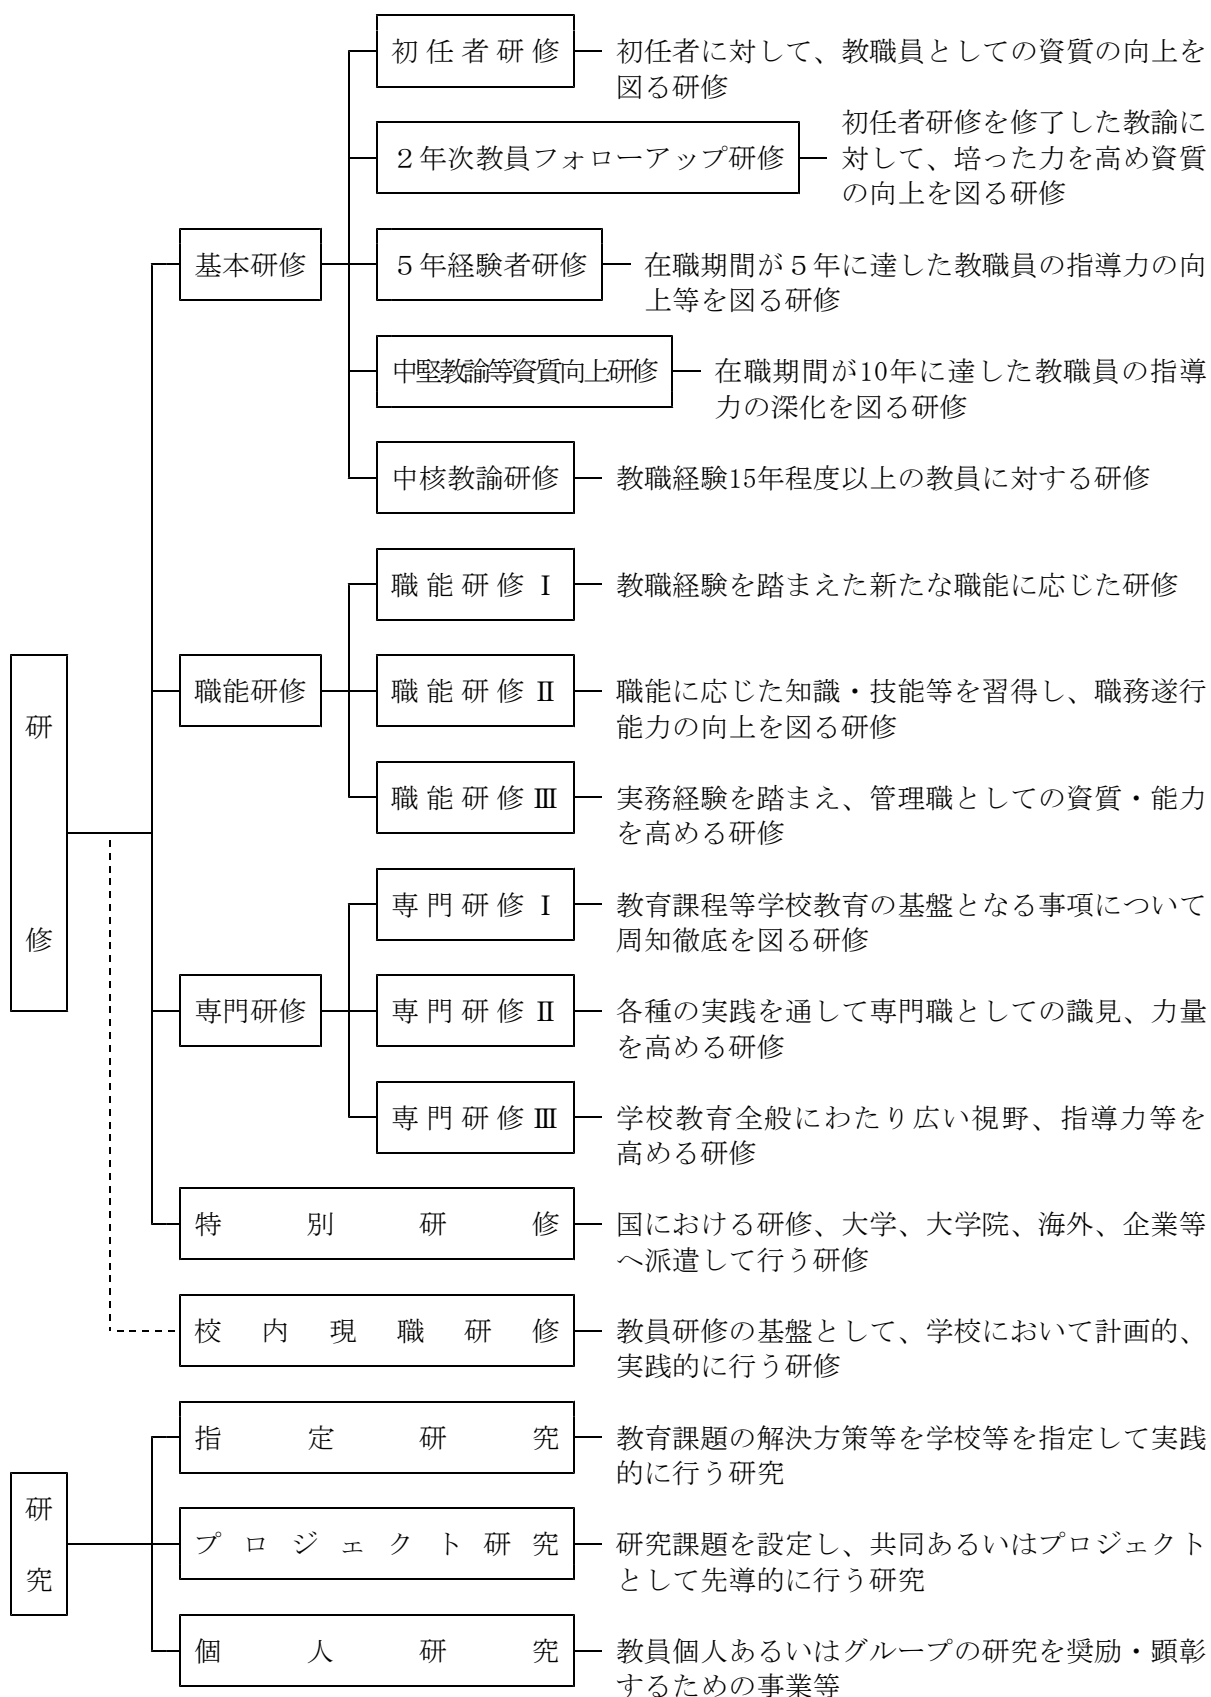 初任者研修
初任者に対して、教職員としての資質の向上を
図る研修
２年次教員フォローアップ研修
初任者研修を修了した教諭に
対して、培った力を高め資質
の向上を図る研修
基本研修
５年経験者研修
在職期間が５年に達した教職員の指導力の向
上等を図る研修
中堅教諭等資質向上研修
在職期間が10年に達した教職員の指導
力の深化を図る研修
中核教諭研修
教職経験15年程度以上の教員に対する研修
職能研修Ⅰ
教職経験を踏まえた新たな職能に応じた研修
研修
職能研修
職能研修Ⅱ
職能に応じた知識・技能等を習得し、職務遂行
能力の向上を図る研修
職能研修Ⅲ
実務経験を踏まえ、管理職としての資質・能力
を高める研修
専門研修Ⅰ
教育課程等学校教育の基盤となる事項について
周知徹底を図る研修
専門研修
専門研修Ⅱ
各種の実践を通して専門職としての識見、力量
を高める研修
専門研修Ⅲ
学校教育全般にわたり広い視野、指導力等を
高める研修
特別研修
国における研修、大学、大学院、海外、企業等
へ派遣して行う研修
校内現職研修
教員研修の基盤として、学校において計画的、
実践的に行う研修
指定研究
教育課題の解決方策等を学校等を指定して実践
的に行う研究
研究
プロジェクト研究
研究課題を設定し、共同あるいはプロジェクト
として先導的に行う研究
個人研究
教員個人あるいはグループの研究を奨励・顕彰
するための事業等